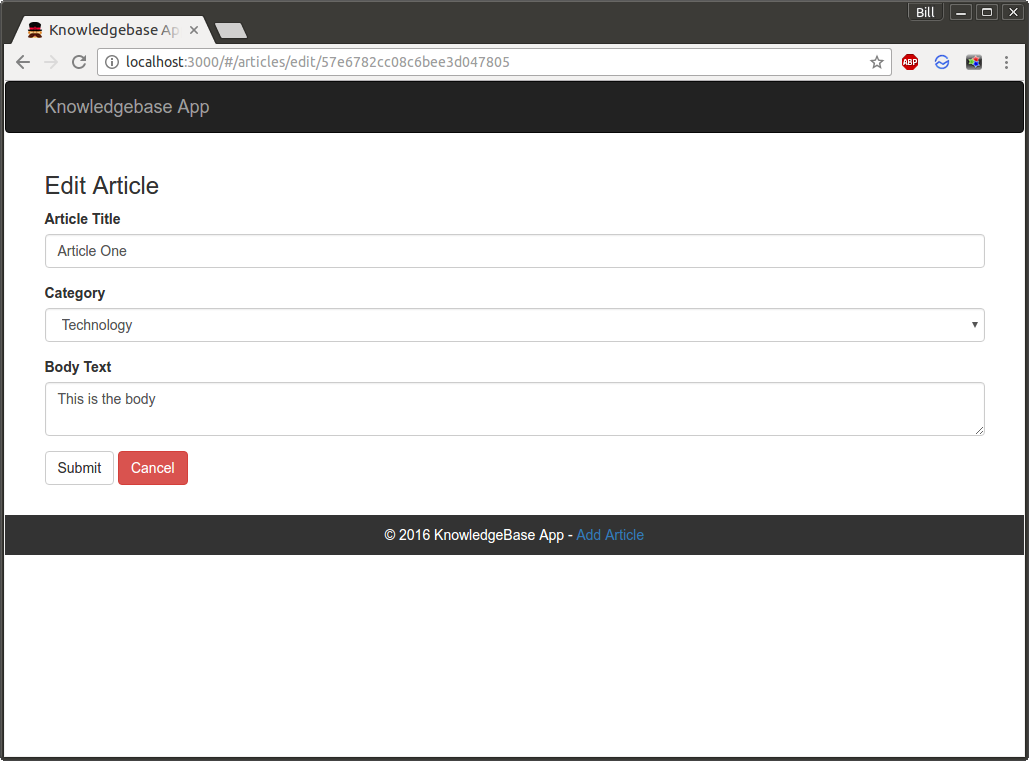 Bill
Knowledgebase Ap
localhost:3000/#/articles/edit/57e6782cc08c6bee3d047805
ABP
Knowledgebase App
Edit Article
Article Title
Article One
Category
Technology
Body Text
This is the body
Submit Cancel
© 2016 KnowledgeBase App - Add Article